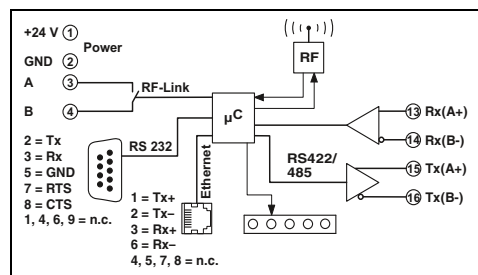 +24 V 1
Power
GND 2
A 3
RF-Link
B 4
RF
µC
13 Rx(A+)
14 Rx(B-)
RS422/
485
15 Tx(A+)
16 Tx(B-)
RS 232
2 = Tx
3 = Rx
5 = GND
7 = RTS
8 = CTS
1, 4, 6, 9 = n.c.
Ethernet
1 = Tx+
2 = Tx–
3 = Rx+
6 = Rx–
4, 5, 7, 8 = n.c.